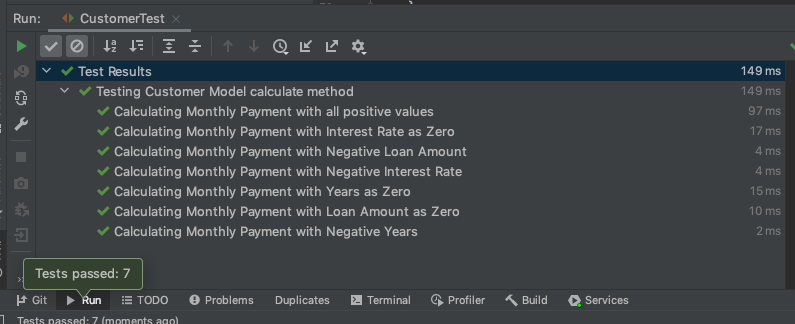 Run: CustomerTest ×
Test Results 149 ms
Testing Customer Model calculate method 149 ms
Calculating Monthly Payment with all positive values 97 ms
Calculating Monthly Payment with Interest Rate as Zero 17 ms
Calculating Monthly Payment with Negative Loan Amount 4 ms
Calculating Monthly Payment with Negative Interest Rate 4 ms
Calculating Monthly Payment with Years as Zero 15 ms
Calculating Monthly Payment with Loan Amount as Zero 10 ms
Calculating Monthly Payment with Negative Years 2 ms
Tests passed: 7
Git Run TODO Problems Duplicates Terminal Profiler Build Services
Tests passed: 7 (moments ago)